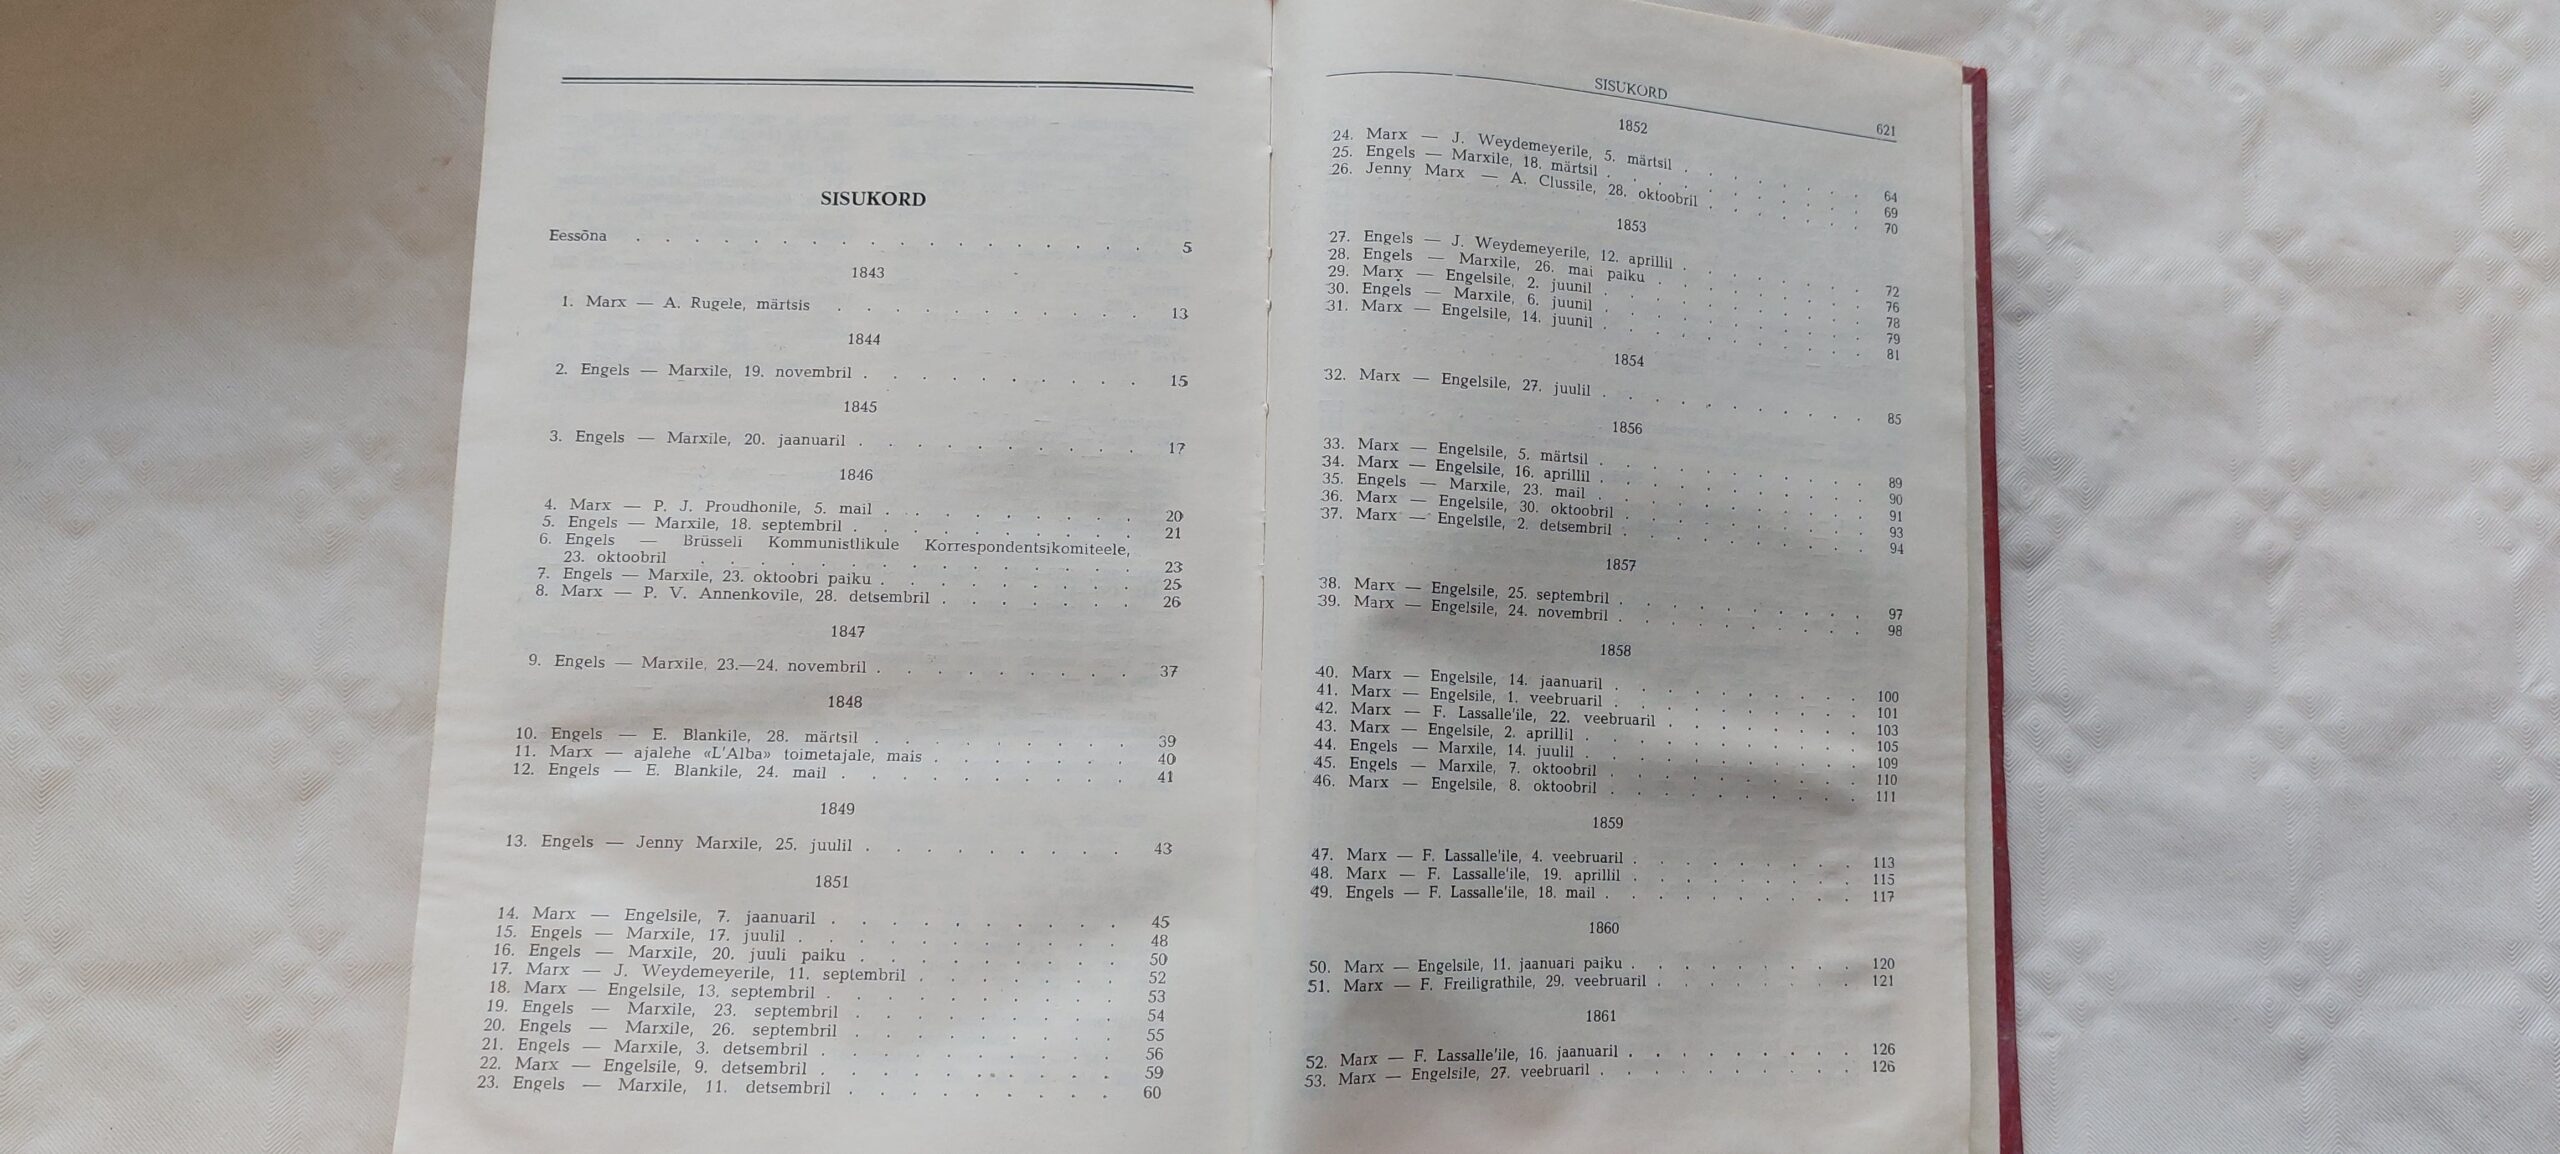 SISUKORD
Eessõna . . . . . . . . . . . . . . . . . . 5
1843
1. Marx — A. Rugele, märtsis . . . . . . . . . . . 13
1844
2. Engels — Marxile, 19. novembril . . . . . . . . . . 15
1845
3. Engels — Marxile, 20. jaanuaril . . . . . . . . . . 17
1846
4. Marx — P. J. Proudhonile, 5. mail . . . . . . . . . 20
5. Engels — Marxile, 18. septembril . . . . . . . . . . 21
6. Engels — Brüsseli Kommunistlikule Korrespondentsikomiteele,
23. oktoobril . . . . . . . . . . . . . . . . 23
7. Engels — Marxile, 23. oktoobri paiku . . . . . . . . . 25
8. Marx — P. V. Annenkovile, 28. detsembril . . . . . . . 26
1847
9. Engels — Marxile, 23.—24. novembril . . . . . . . . . 37
1848
10. Engels — E. Blankile, 28. märtsil . . . . . . . . . 39
11. Marx — ajalehe «L'Alba» toimetajale, mais . . . . . . . 40
12. Engels — E. Blankile, 24. mail . . . . . . . . . . 41
1849
13. Engels — Jenny Marxile, 25. juulil . . . . . . . . . 43
1851
14. Marx — Engelsile, 7. jaanuaril . . . . . . . . . . 45
15. Engels — Marxile, 17. juulil . . . . . . . . . . . 48
16. Engels — Marxile, 20. juuli paiku . . . . . . . . . 50
17. Marx — J. Weydemeyerile, 11. septembril . . . . . . . 52
18. Marx — Engelsile, 13. septembril . . . . . . . . . . 53
19. Engels — Marxile, 23. septembril . . . . . . . . . 54
20. Engels — Marxile, 26. septembril . . . . . . . . . 55
21. Engels — Marxile, 3. detsembril . . . . . . . . . . 56
22. Marx — Engelsile, 9. detsembril . . . . . . . . . . 59
23. Engels — Marxile, 11. detsembril . . . . . . . . . 60
SISUKORD 621
1852
24. Marx — J. Weydemeyerile, 5. märtsil . . . . . . . . 64
25. Engels — Marxile, 18. märtsil . . . . . . . . . . 69
26. Jenny Marx — A. Clussile, 28. oktoobril . . . . . . . 70
1853
27. Engels — J. Weydemeyerile, 12. aprillil . . . . . . . . 72
28. Engels — Marxile, 26. mai paiku . . . . . . . . . 76
29. Marx — Engelsile, 2. juunil . . . . . . . . . . 78
30. Engels — Marxile, 6. juunil . . . . . . . . . . 79
31. Marx — Engelsile, 14. juunil . . . . . . . . . . 81
1854
32. Marx — Engelsile, 27. juulil . . . . . . . . . . 85
1856
33. Marx — Engelsile, 5. märtsil . . . . . . . . . . 89
34. Marx — Engelsile, 16. aprillil . . . . . . . . . . 90
35. Engels — Marxile, 23. mail . . . . . . . . . . 91
36. Marx — Engelsile, 30. oktoobril . . . . . . . . . 93
37. Marx — Engelsile, 2. detsembril . . . . . . . . . 94
1857
38. Marx — Engelsile, 25. septembril . . . . . . . . . 97
39. Marx — Engelsile, 24. novembril . . . . . . . . . 98
1858
40. Marx — Engelsile, 14. jaanuaril . . . . . . . . . 100
41. Marx — Engelsile, 1. veebruaril . . . . . . . . . 101
42. Marx — F. Lassalle'ile, 22. veebruaril . . . . . . . 103
43. Marx — Engelsile, 2. aprillil . . . . . . . . . . 105
44. Engels — Marxile, 14. juulil . . . . . . . . . . 109
45. Engels — Marxile, 7. oktoobril . . . . . . . . . 110
46. Marx — Engelsile, 8. oktoobril . . . . . . . . . 111
1859
47. Marx — F. Lassalle'ile, 4. veebruaril . . . . . . . . 113
48. Marx — F. Lassalle'ile, 19. aprillil . . . . . . . . 115
49. Engels — F. Lassalle'ile, 18. mail . . . . . . . . . 117
1860
50. Marx — Engelsile, 11. jaanuari paiku . . . . . . . . 120
51. Marx — F. Freiligrathile, 29. veebruaril . . . . . . . 121
1861
52. Marx — F. Lassalle'ile, 16. jaanuaril . . . . . . . . 126
53. Marx — Engelsile, 27. veebruaril . . . . . . . . . 126